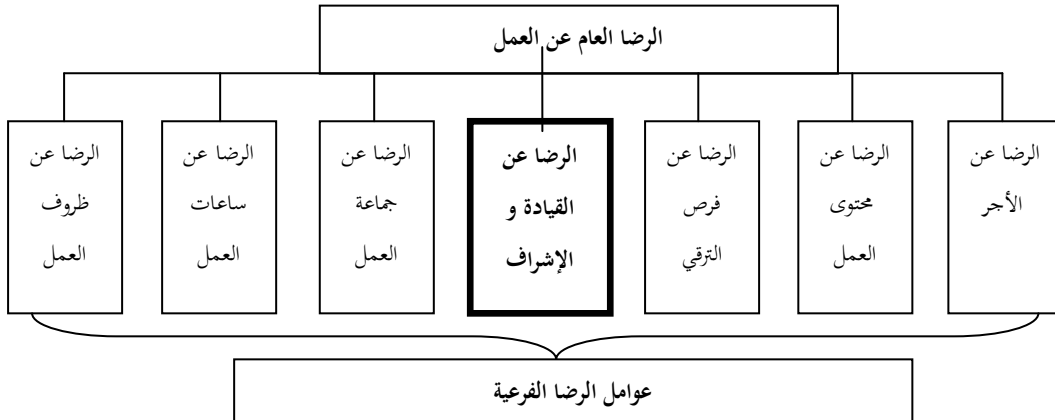 الرضا العام عن العمل
الرضا عن
الأجر
الرضا عن
محتوى
العمل
الرضا عن
فرص
الترقي
الرضا عن
القيادة و
الإشراف
الرضا عن
جماعة
العمل
الرضا عن
ساعات
العمل
الرضا عن
ظروف
العمل
عوامل الرضا الفرعية